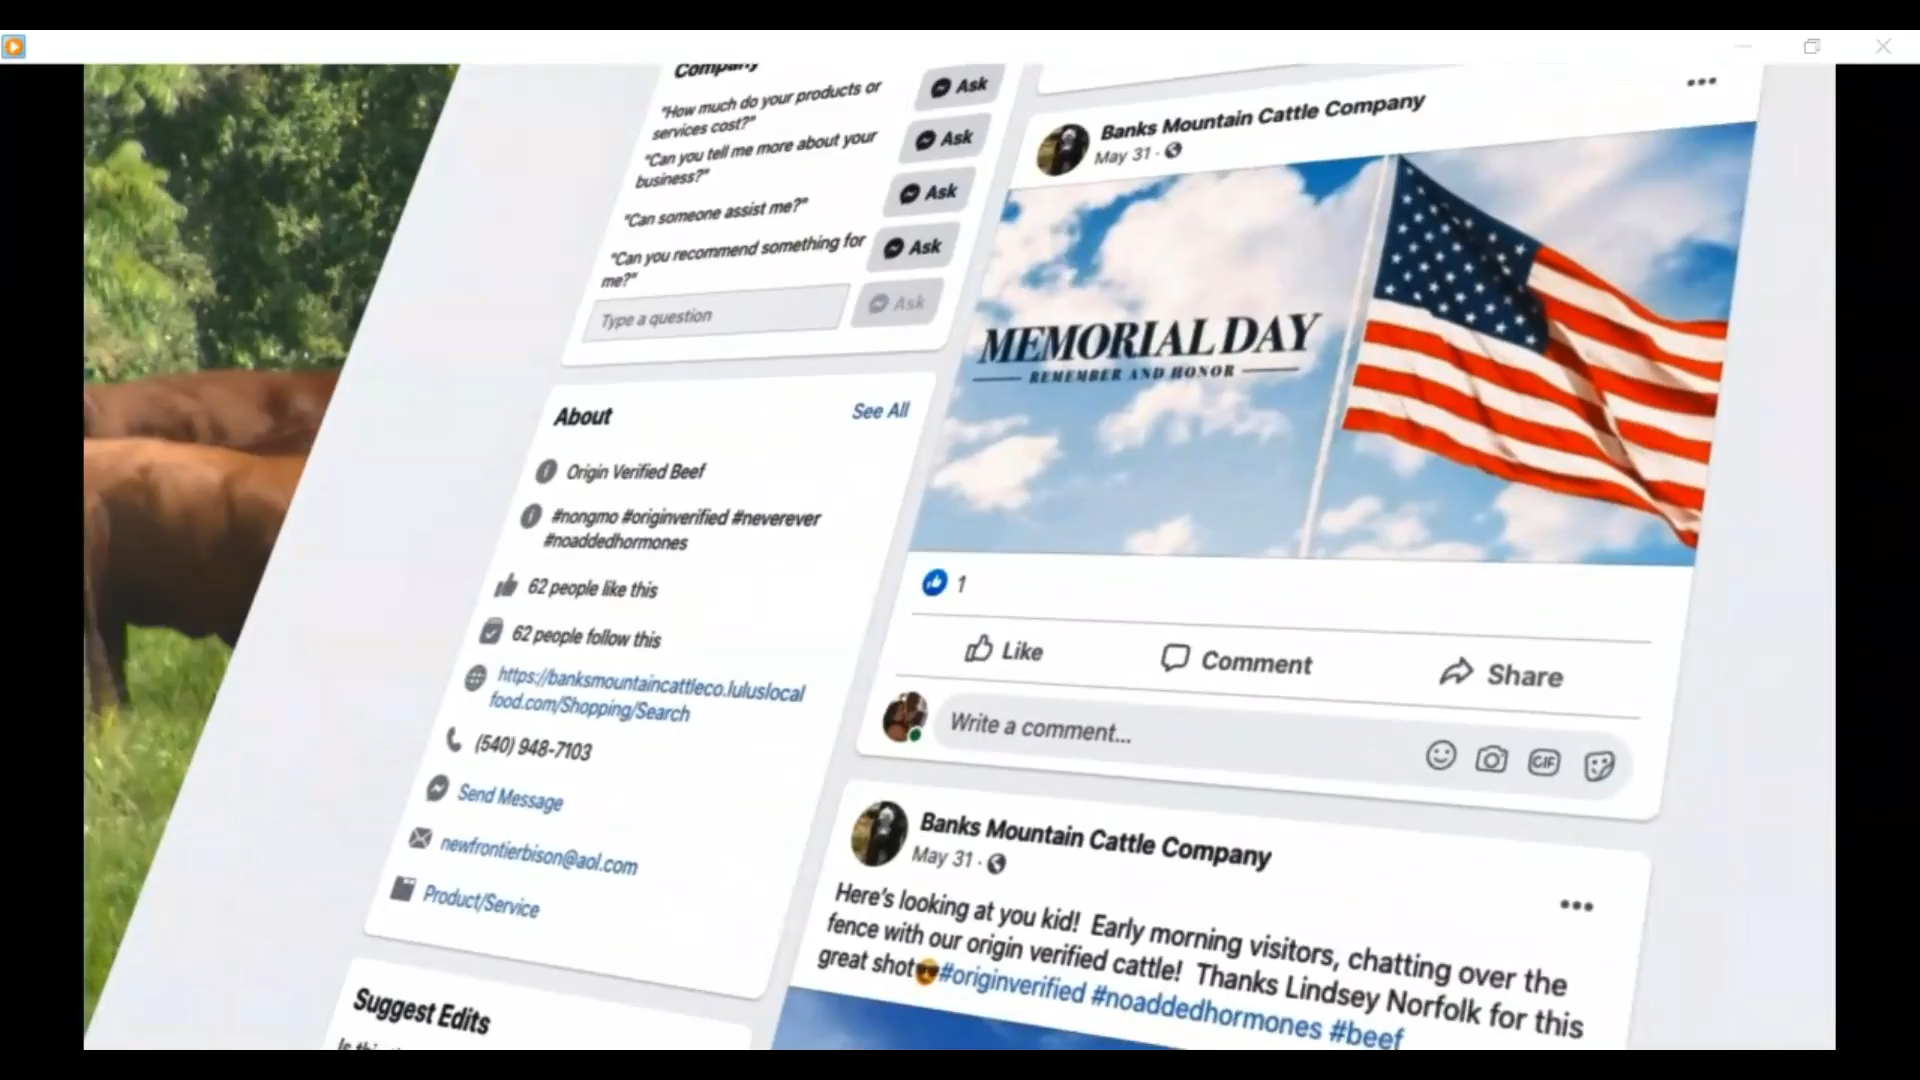 Company
"How much do your products or
services cost?"
Ask
"Can you tell me more about your
business?"
Ask
"Can someone assist me?"
Ask
"Can you recommend something for
me?"
Ask
Type a question
Ask
About
See All
Origin Verified Beef
#nongmo #originverified #neverever
#noaddedhormones
62 people like this
62 people follow this
https://banksmountaincattleco.luluslocal
food.com/Shopping/Search
(540) 948-7103
Send Message
newfrontierbison@aol.com
Product/Service
Suggest Edits
Banks Mountain Cattle Company
May 31 ·
MEMORIAL DAY
REMEMBER AND HONOR
1
Like
Comment
Share
Write a comment...
GIF
Banks Mountain Cattle Company
May 31 ·
Here's looking at you kid! Early morning visitors, chatting over the
fence with our origin verified cattle! Thanks Lindsey Norfolk for this
great shot😎#originverified #noaddedhormones #beef